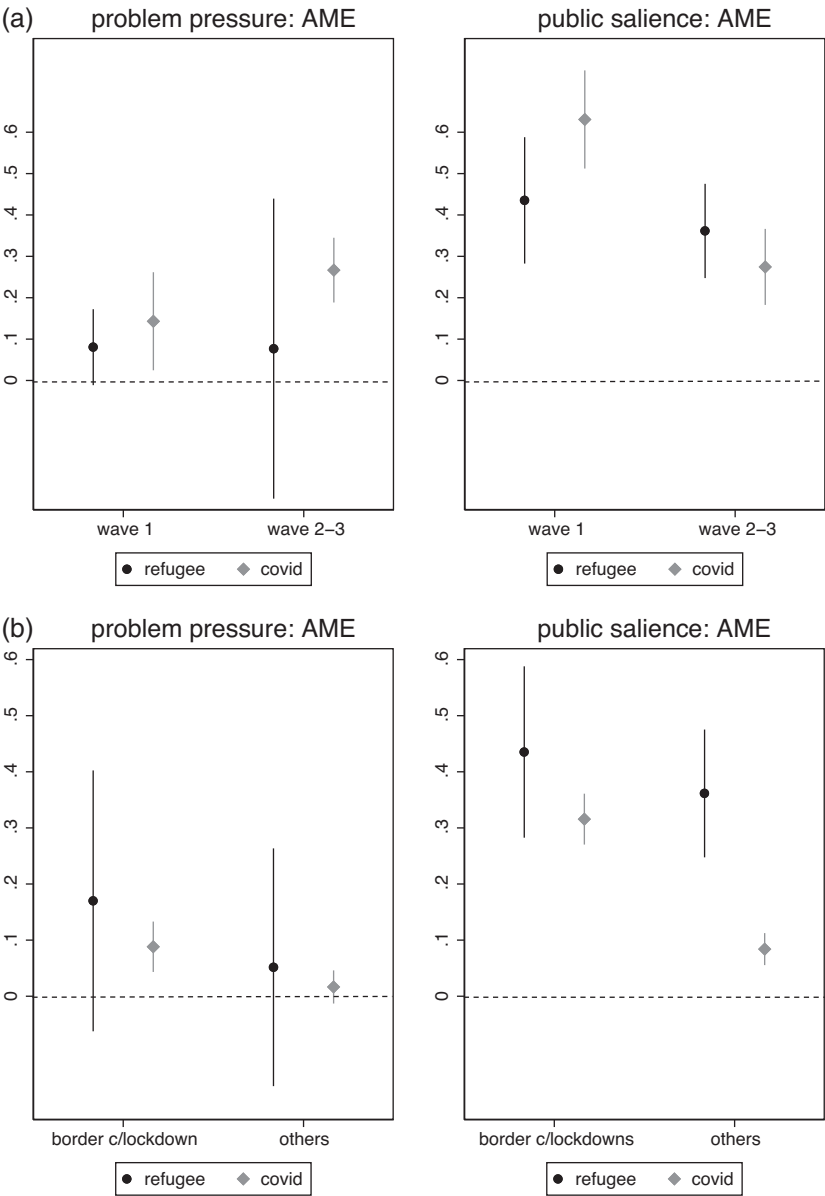 (a)
problem pressure: AME
public salience: AME
.6
.5
.4
.3
.2
.1
0
.6
.5
.4
.3
.2
.1
0
wave 1 wave 2–3
wave 1 wave 2–3
refugee covid
refugee covid
(b)
problem pressure: AME
public salience: AME
.6
.5
.4
.3
.2
.1
0
.6
.5
.4
.3
.2
.1
0
border c/lockdown others
border c/lockdowns others
refugee covid
refugee covid